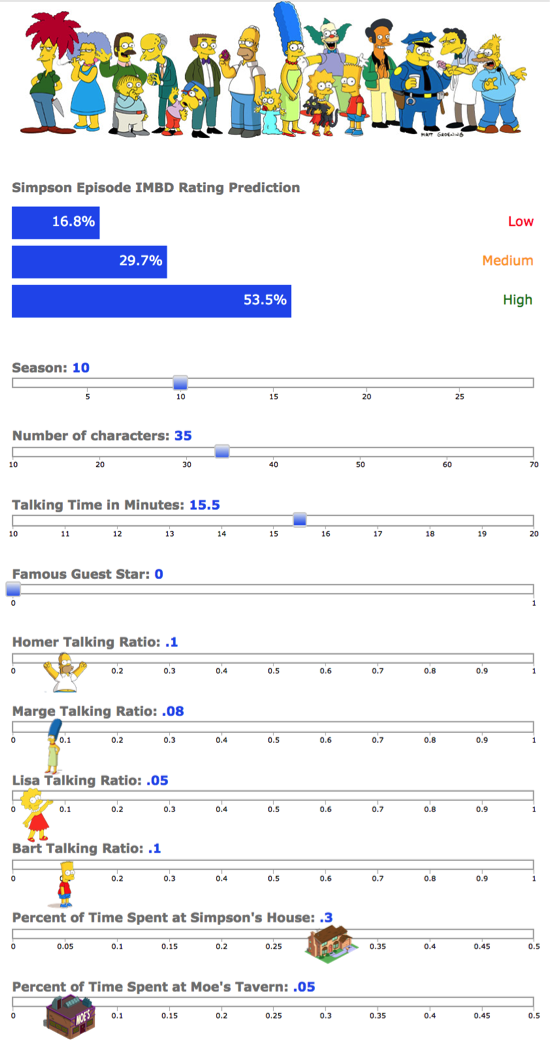 MATT GROENING
Simpson Episode IMBD Rating Prediction
16.8% Low
29.7% Medium
53.5% High
Season: 10
5 10 15 20 25
Number of characters: 35
10 20 30 40 50 60 70
Talking Time in Minutes: 15.5
10 11 12 13 14 15 16 17 18 19 20
Famous Guest Star: 0
0 1
Homer Talking Ratio: .1
0 0.2 0.3 0.4 0.5 0.6 0.7 0.8 0.9 1
Marge Talking Ratio: .08
0 0.1 0.2 0.3 0.4 0.5 0.6 0.7 0.8 0.9 1
Lisa Talking Ratio: .05
0 0.1 0.2 0.3 0.4 0.5 0.6 0.7 0.8 0.9 1
Bart Talking Ratio: .1
0 0.2 0.3 0.4 0.5 0.6 0.7 0.8 0.9 1
Percent of Time Spent at Simpson's House: .3
0 0.05 0.1 0.15 0.2 0.25 0.35 0.4 0.45 0.5
Percent of Time Spent at Moe's Tavern: .05
0 0.1 0.15 0.2 0.25 0.3 0.35 0.4 0.45 0.5
MOE'S